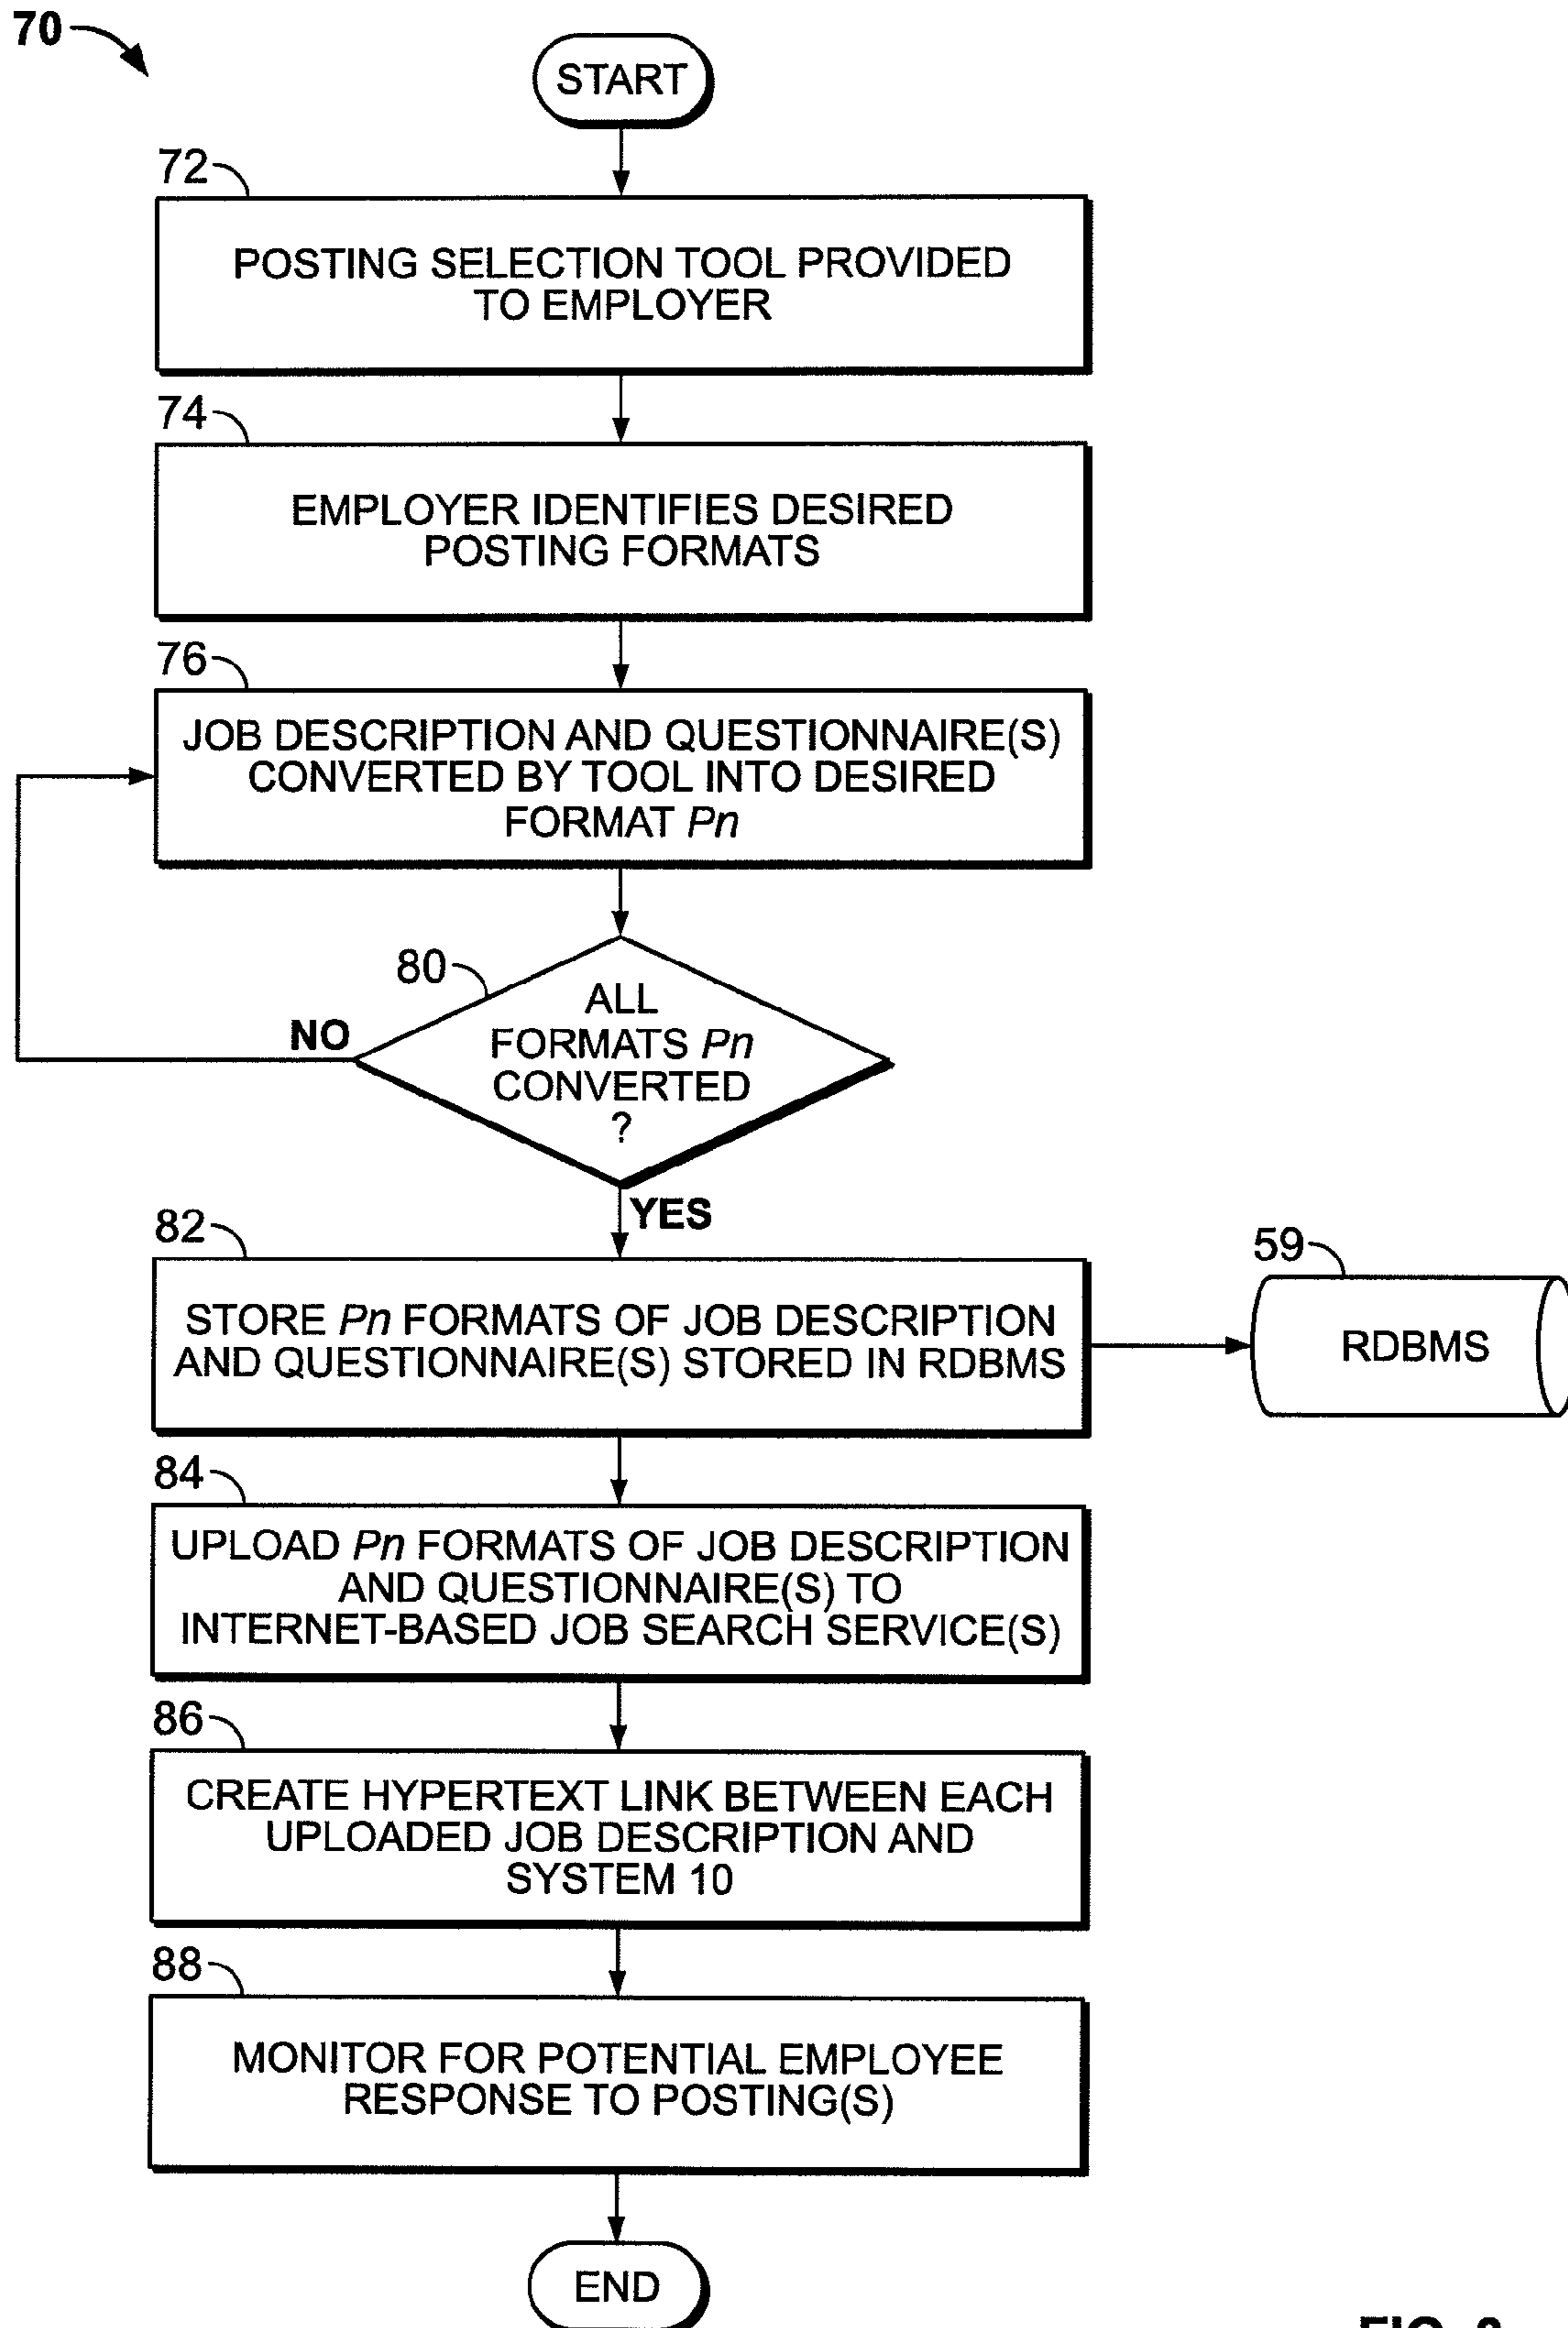 70
START
72
POSTING SELECTION TOOL PROVIDED
TO EMPLOYER
74
EMPLOYER IDENTIFIES DESIRED
POSTING FORMATS
76
JOB DESCRIPTION AND QUESTIONNAIRE(S)
CONVERTED BY TOOL INTO DESIRED
FORMAT Pn
80
ALL
FORMATS Pn
CONVERTED
?
NO
YES
82
STORE Pn FORMATS OF JOB DESCRIPTION
AND QUESTIONNAIRE(S) STORED IN RDBMS
59
RDBMS
84
UPLOAD Pn FORMATS OF JOB DESCRIPTION
AND QUESTIONNAIRE(S) TO
INTERNET-BASED JOB SEARCH SERVICE(S)
86
CREATE HYPERTEXT LINK BETWEEN EACH
UPLOADED JOB DESCRIPTION AND
SYSTEM 10
88
MONITOR FOR POTENTIAL EMPLOYEE
RESPONSE TO POSTING(S)
END
FIG.